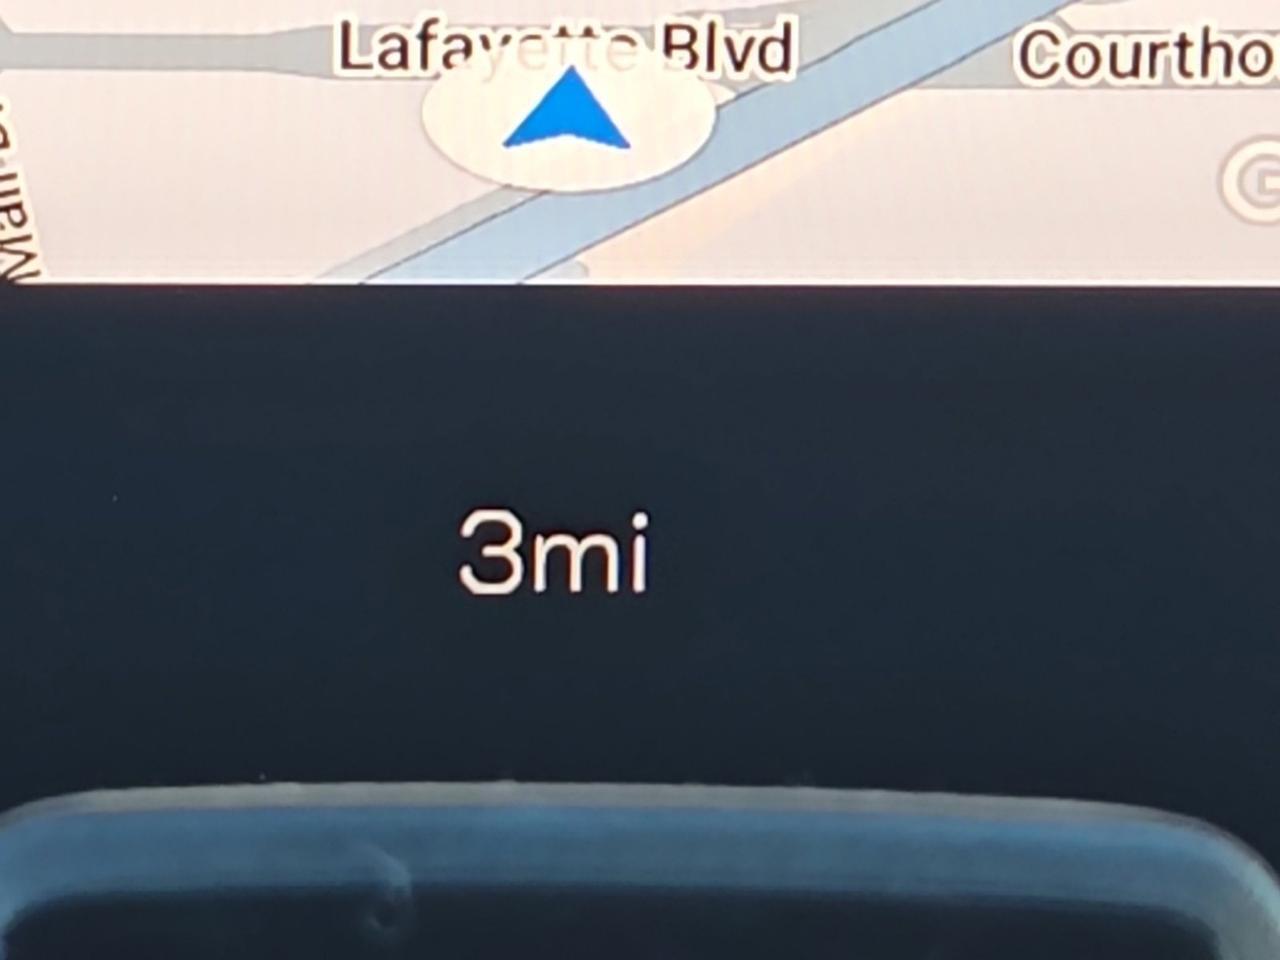 Lafayette Blvd
Courtho
G
3mi